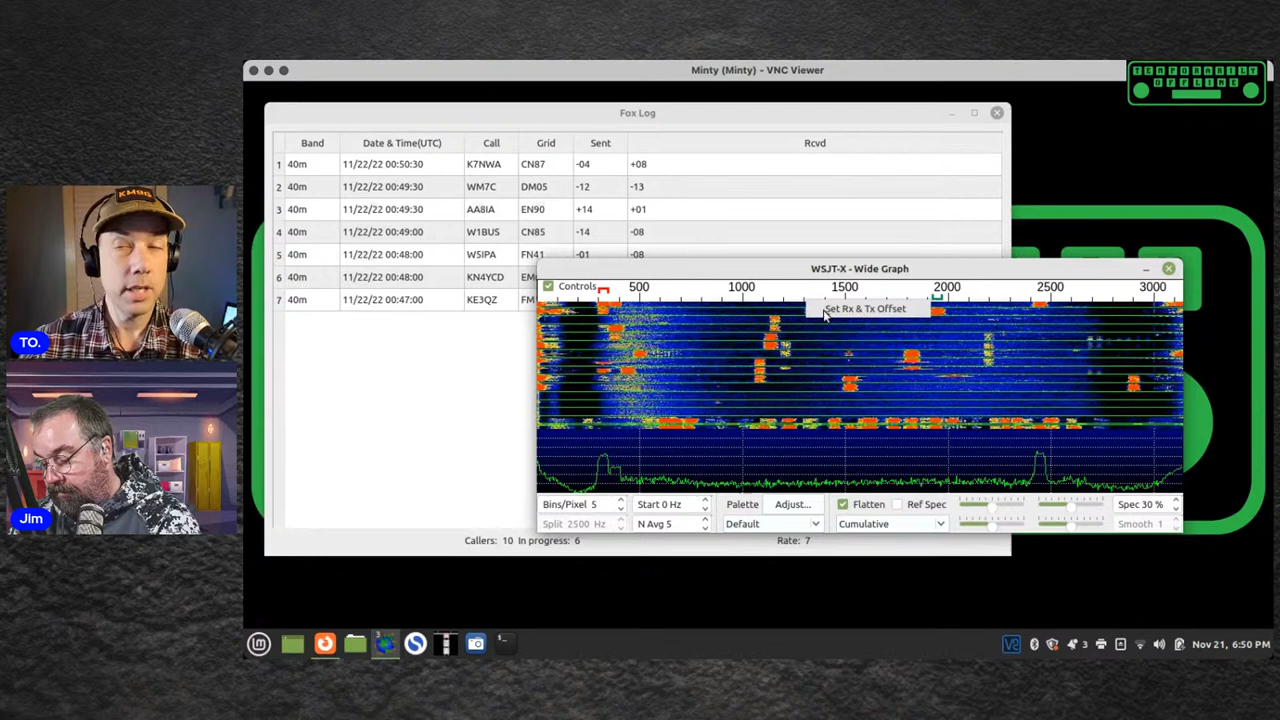 Minty (Minty) - VNC Viewer
TEMPORARILY
OFFLINE
Fox Log
Band Date & Time(UTC) Call Grid Sent Rcvd
1 40m 11/22/22 00:50:30 K7NWA CN87 -04 +08
2 40m 11/22/22 00:49:30 WM7C DM05 -12 -13
3 40m 11/22/22 00:49:30 AA8IA EN90 +14 +01
4 40m 11/22/22 00:49:00 W1BUS CN85 -14 -08
5 40m 11/22/22 00:48:00 W5IPA FN41 -01 -08
6 40m 11/22/22 00:48:00 KN4YCD
7 40m 11/22/22 00:47:00 KE3QZ
WSJT-X - Wide Graph
Controls 500 1000 1500 2000 2500 3000
Set Rx & Tx Offset
Bins/Pixel 5 Start 0 Hz Palette Adjust... Flatten Ref Spec Spec 30 %
Split 2500 Hz N Avg 5 Default Cumulative Smooth 1
Callers: 10 In progress: 6 Rate: 7
KM9G
TO.
Jim
3 Nov 21, 6:50 PM